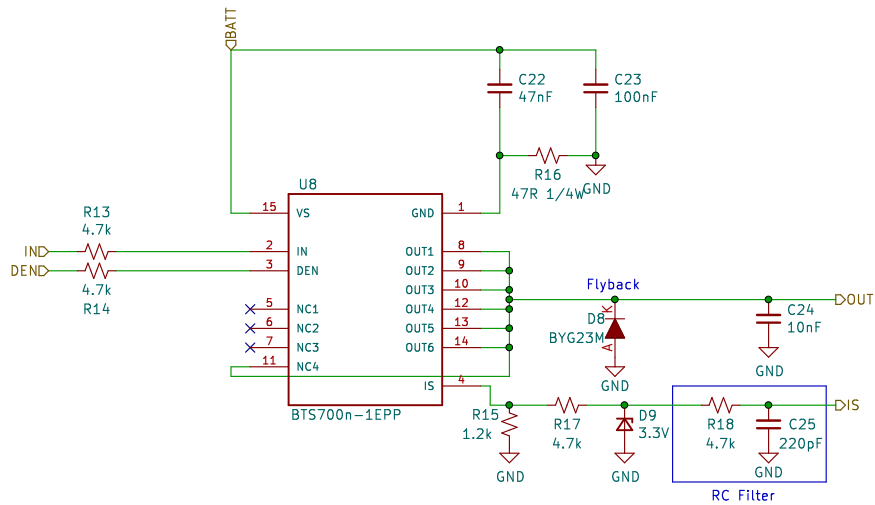 BATT
C22
47nF
C23
100nF
R16
47R 1/4W
GND
U8
15
VS
GND
1
R13
4.7k
IN
2
IN
OUT1
8
DEN
3
DEN
OUT2
9
4.7k
R14
OUT3
10
5
NC1
OUT4
12
6
NC2
OUT5
13
7
NC3
OUT6
14
11
NC4
IS
4
BTS700n-1EPP
Flyback
K
D8
BYG23M
A
GND
OUT
C24
10nF
GND
R15
1.2k
GND
R17
4.7k
D9
3.3V
GND
R18
4.7k
C25
220pF
GND
IS
RC Filter